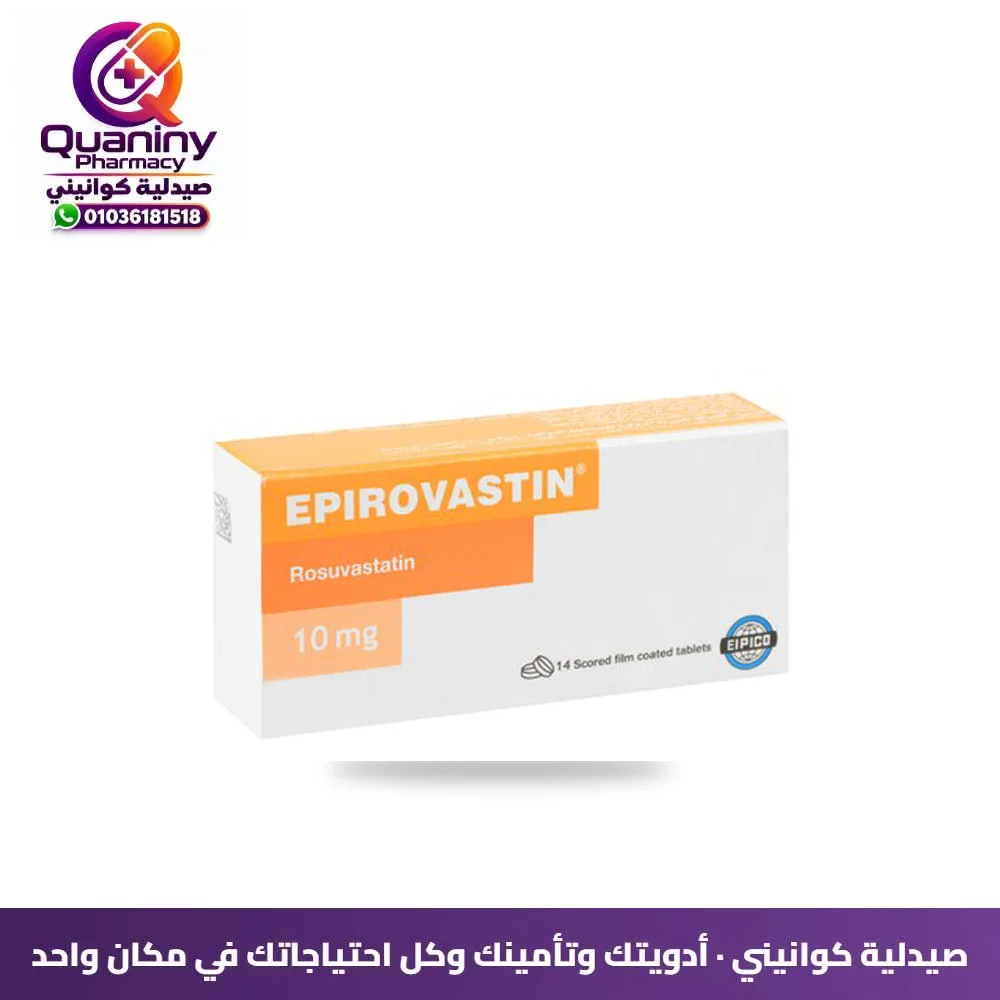 Quaniny
Pharmacy
صيدلية كوانيني
01036181518
EPIROVASTIN®
Rosuvastatin
10 mg
14 Scored film coated tablets
EIPICO
صيدلية كوانيني · أدويتك وتأمينك وكل احتياجاتك في مكان واحد